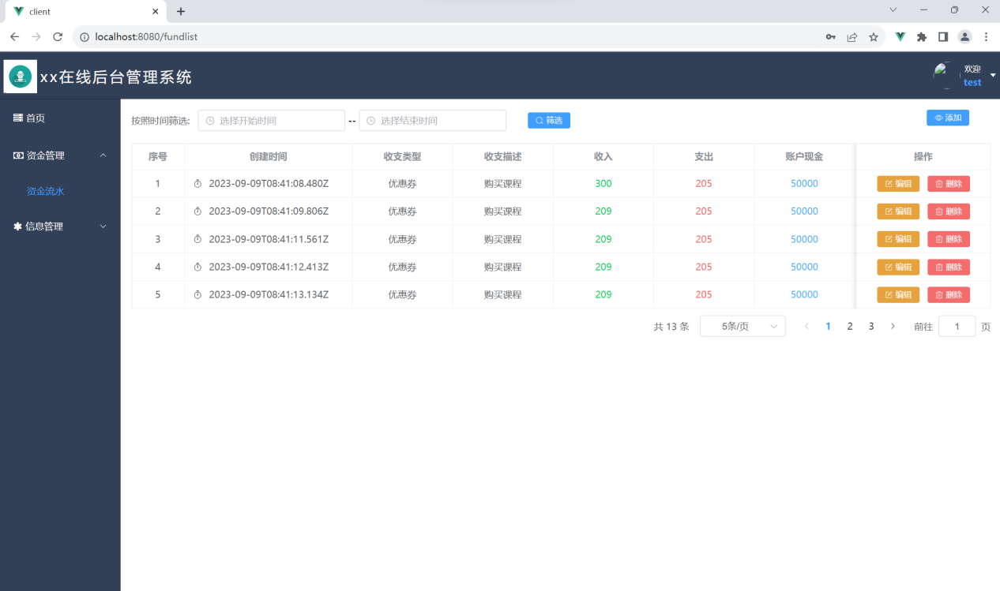 client
localhost:8080/fundlist
xx在线后台管理系统
欢迎
test
首页
资金管理
资金流水
信息管理
按照时间筛选: 选择开始时间 -- 选择结束时间 筛选 添加
序号 创建时间 收支类型 收支描述 收入 支出 账户现金 操作
1 2023-09-09T08:41:08.480Z 优惠券 购买课程 300 205 50000 编辑 删除
2 2023-09-09T08:41:09.806Z 优惠券 购买课程 209 205 50000 编辑 删除
3 2023-09-09T08:41:11.561Z 优惠券 购买课程 209 205 50000 编辑 删除
4 2023-09-09T08:41:12.413Z 优惠券 购买课程 209 205 50000 编辑 删除
5 2023-09-09T08:41:13.134Z 优惠券 购买课程 209 205 50000 编辑 删除
共 13 条 5条/页 1 2 3 前往 1 页